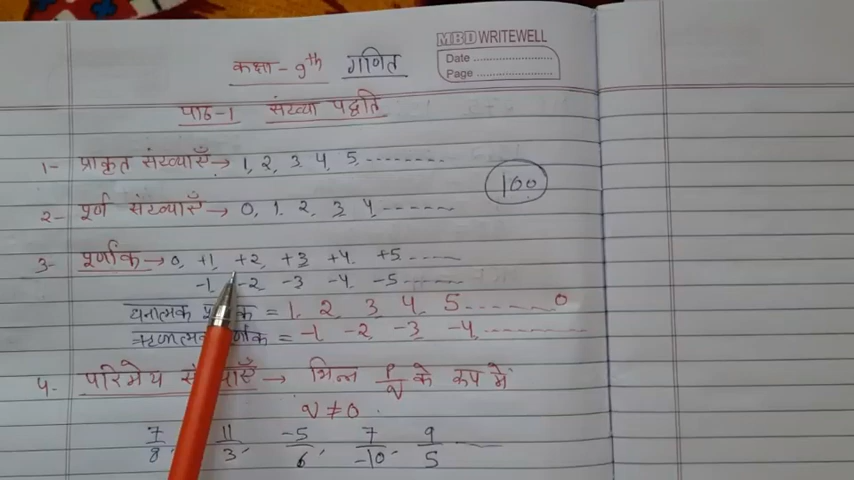 MBD WRITEWELL
Date
Page
कक्षा - 9th गणित
पाठ-1 संख्या पद्धति
1- प्राकृत संख्याएँ → 1, 2, 3, 4, 5, --------
100
2- पूर्ण संख्याएँ → 0, 1, 2, 3, 4, ------
3- पूर्णांक → 0, +1, +2, +3, +4, +5, -----
-1, -2, -3, -4, -5 ------
धनात्मक = 1, 2, 3, 4, 5 ------- 0
ऋणात्मक = -1, -2, -3, -4, ----------
4- परिमेय → भिन्न P/q के रूप में
q ≠ 0.
7/8, 11/3, -5/6, 7/-10, 9/5 -----